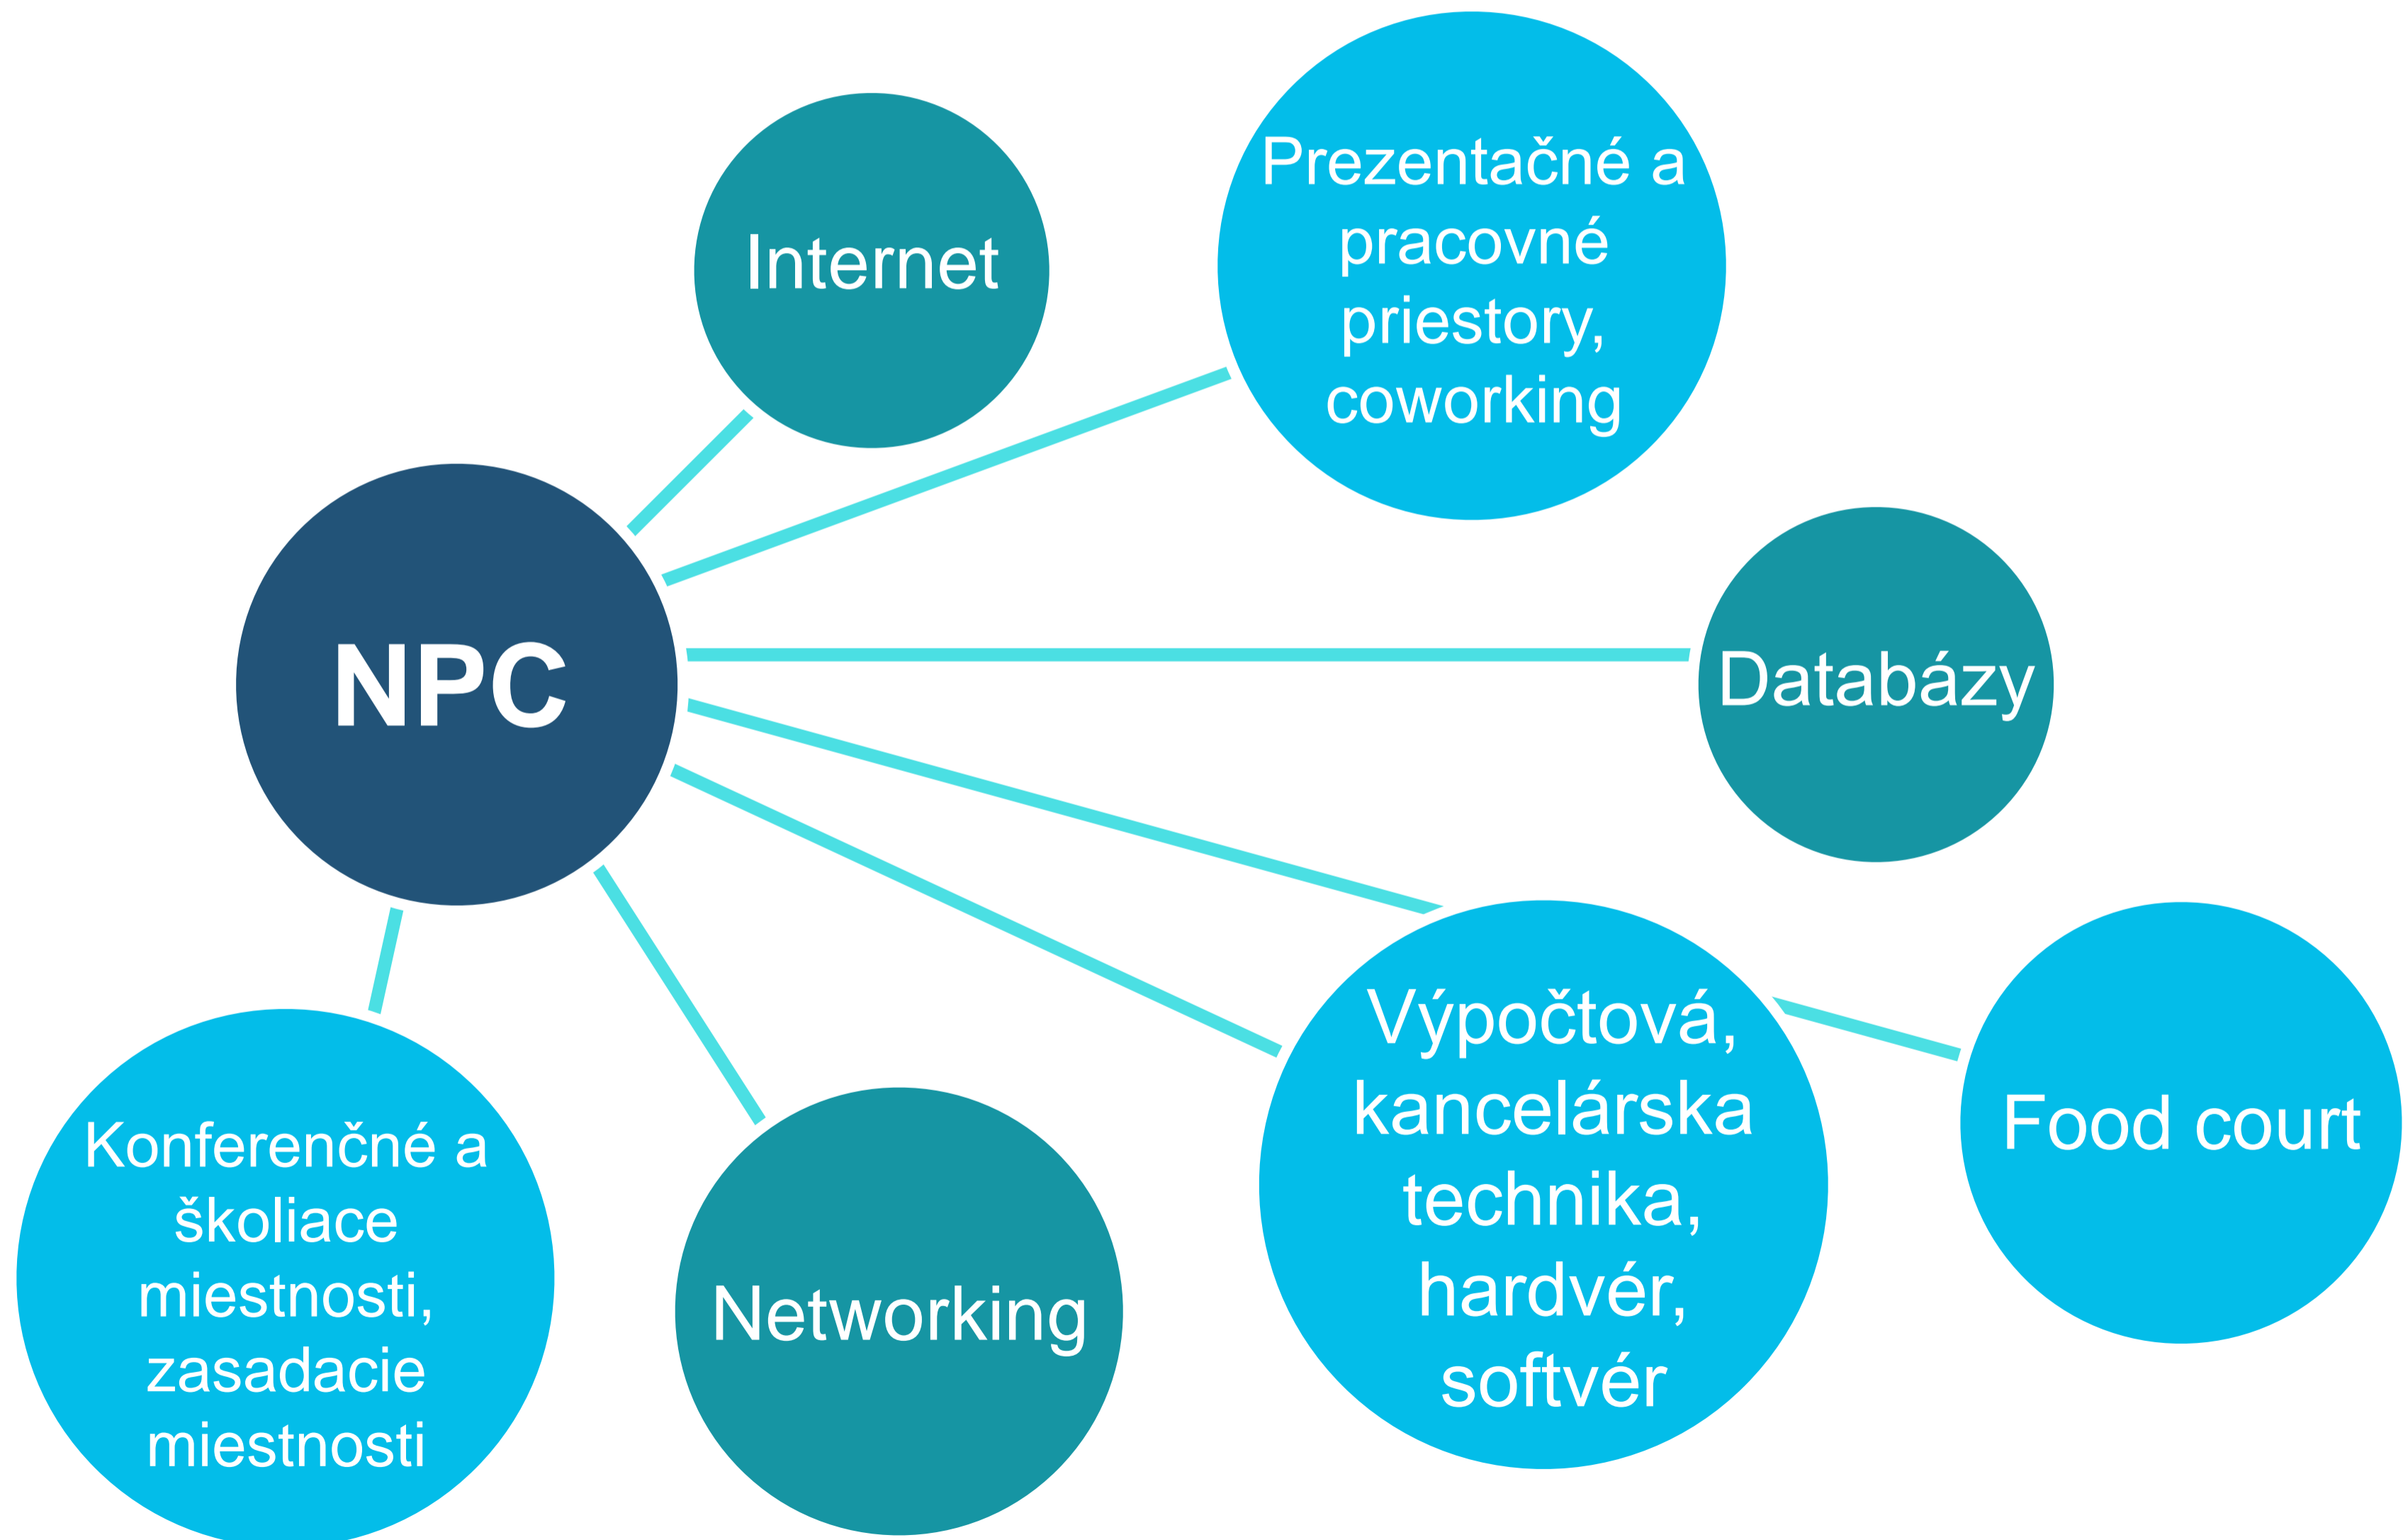 Internet
Prezentačné a
pracovné
priestory,
coworking
NPC
Databázy
Výpočtová,
kancelárska
technika,
hardvér,
softvér
Food court
Konferenčné a
školiace
miestnosti,
zasadacie
miestnosti
Networking